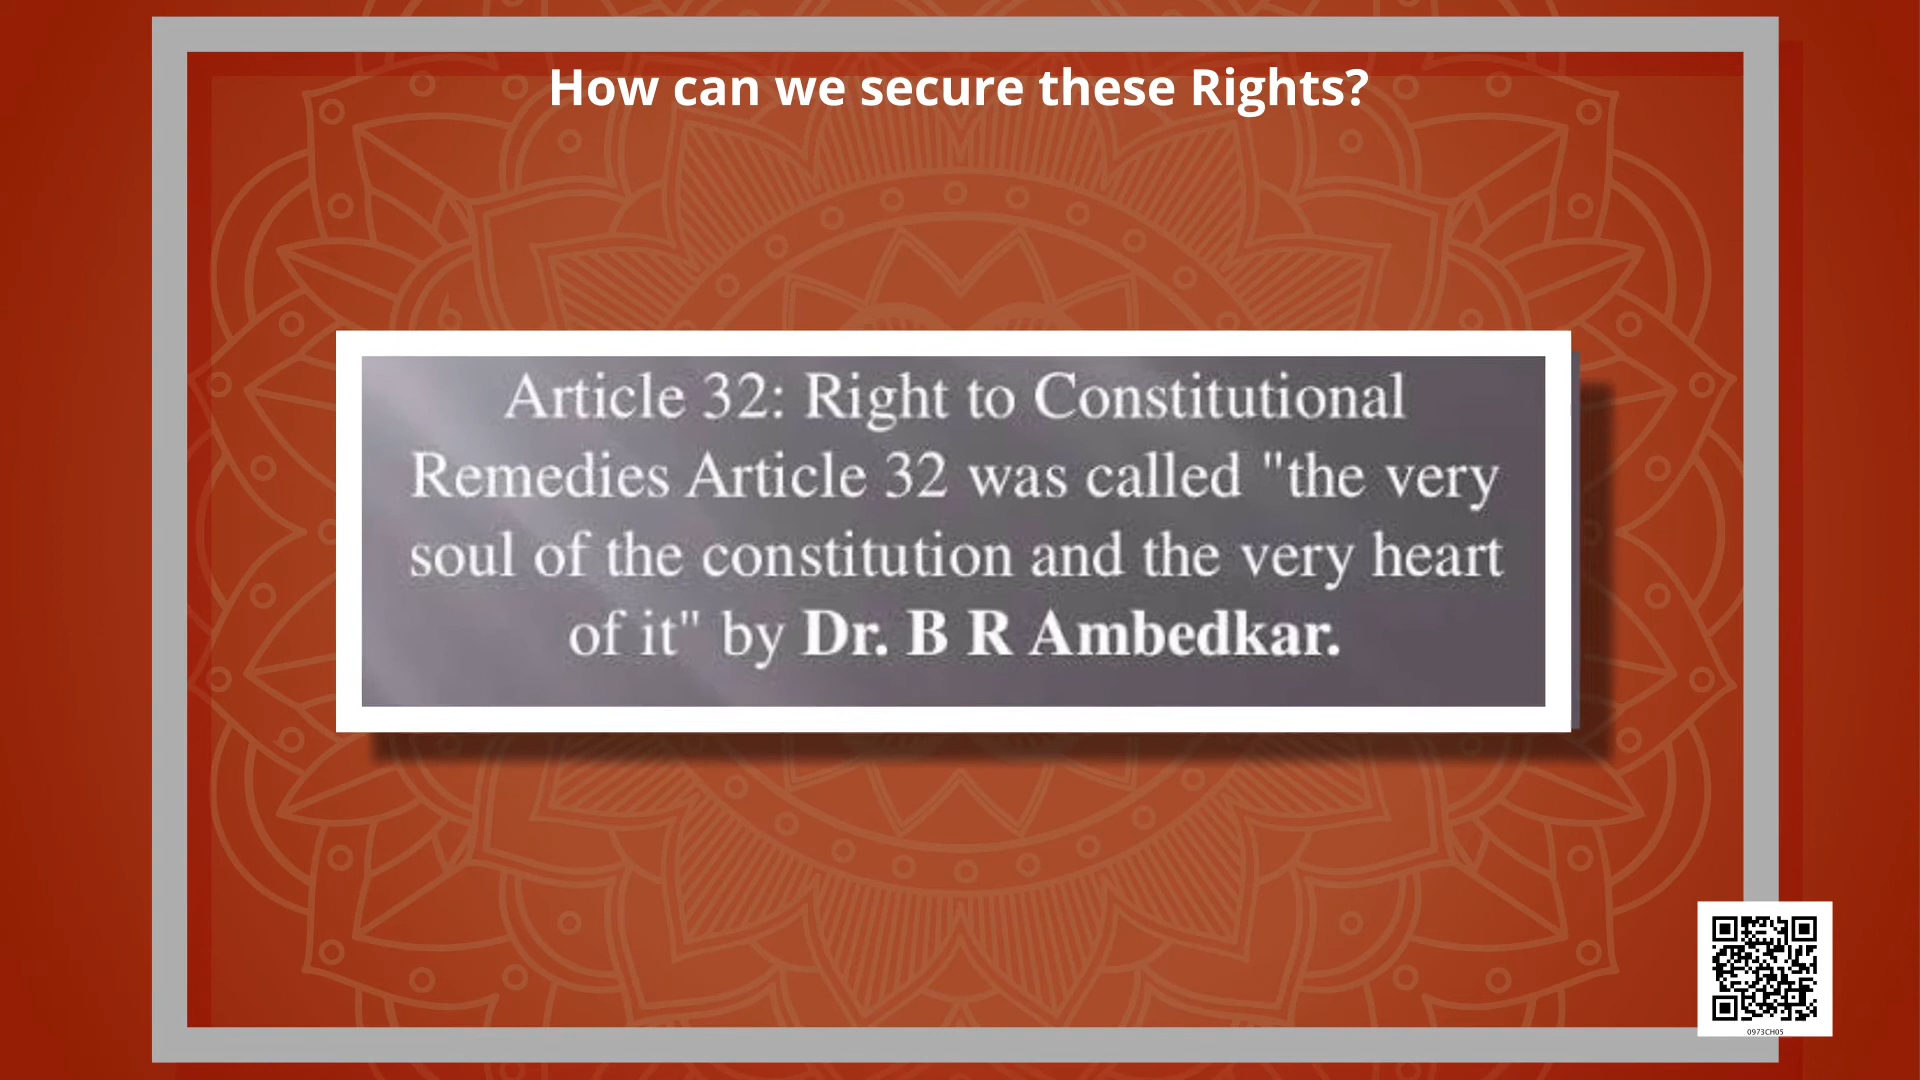 How can we secure these Rights?
Article 32: Right to Constitutional
Remedies Article 32 was called "the very
soul of the constitution and the very heart
of it" by Dr. B R Ambedkar.
0973CH05